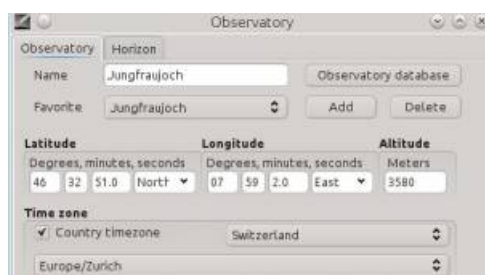 Observatory
Observatory Horizon
Name Jungfraujoch Observatory database
Favorite Jungfraujoch Add Delete
Latitude Longitude Altitude
Degrees, minutes, seconds Degrees, minutes, seconds Meters
46 32 51.0 North 07 59 2.0 East 3580
Time zone
Country timezone Switzerland
Europe/Zurich